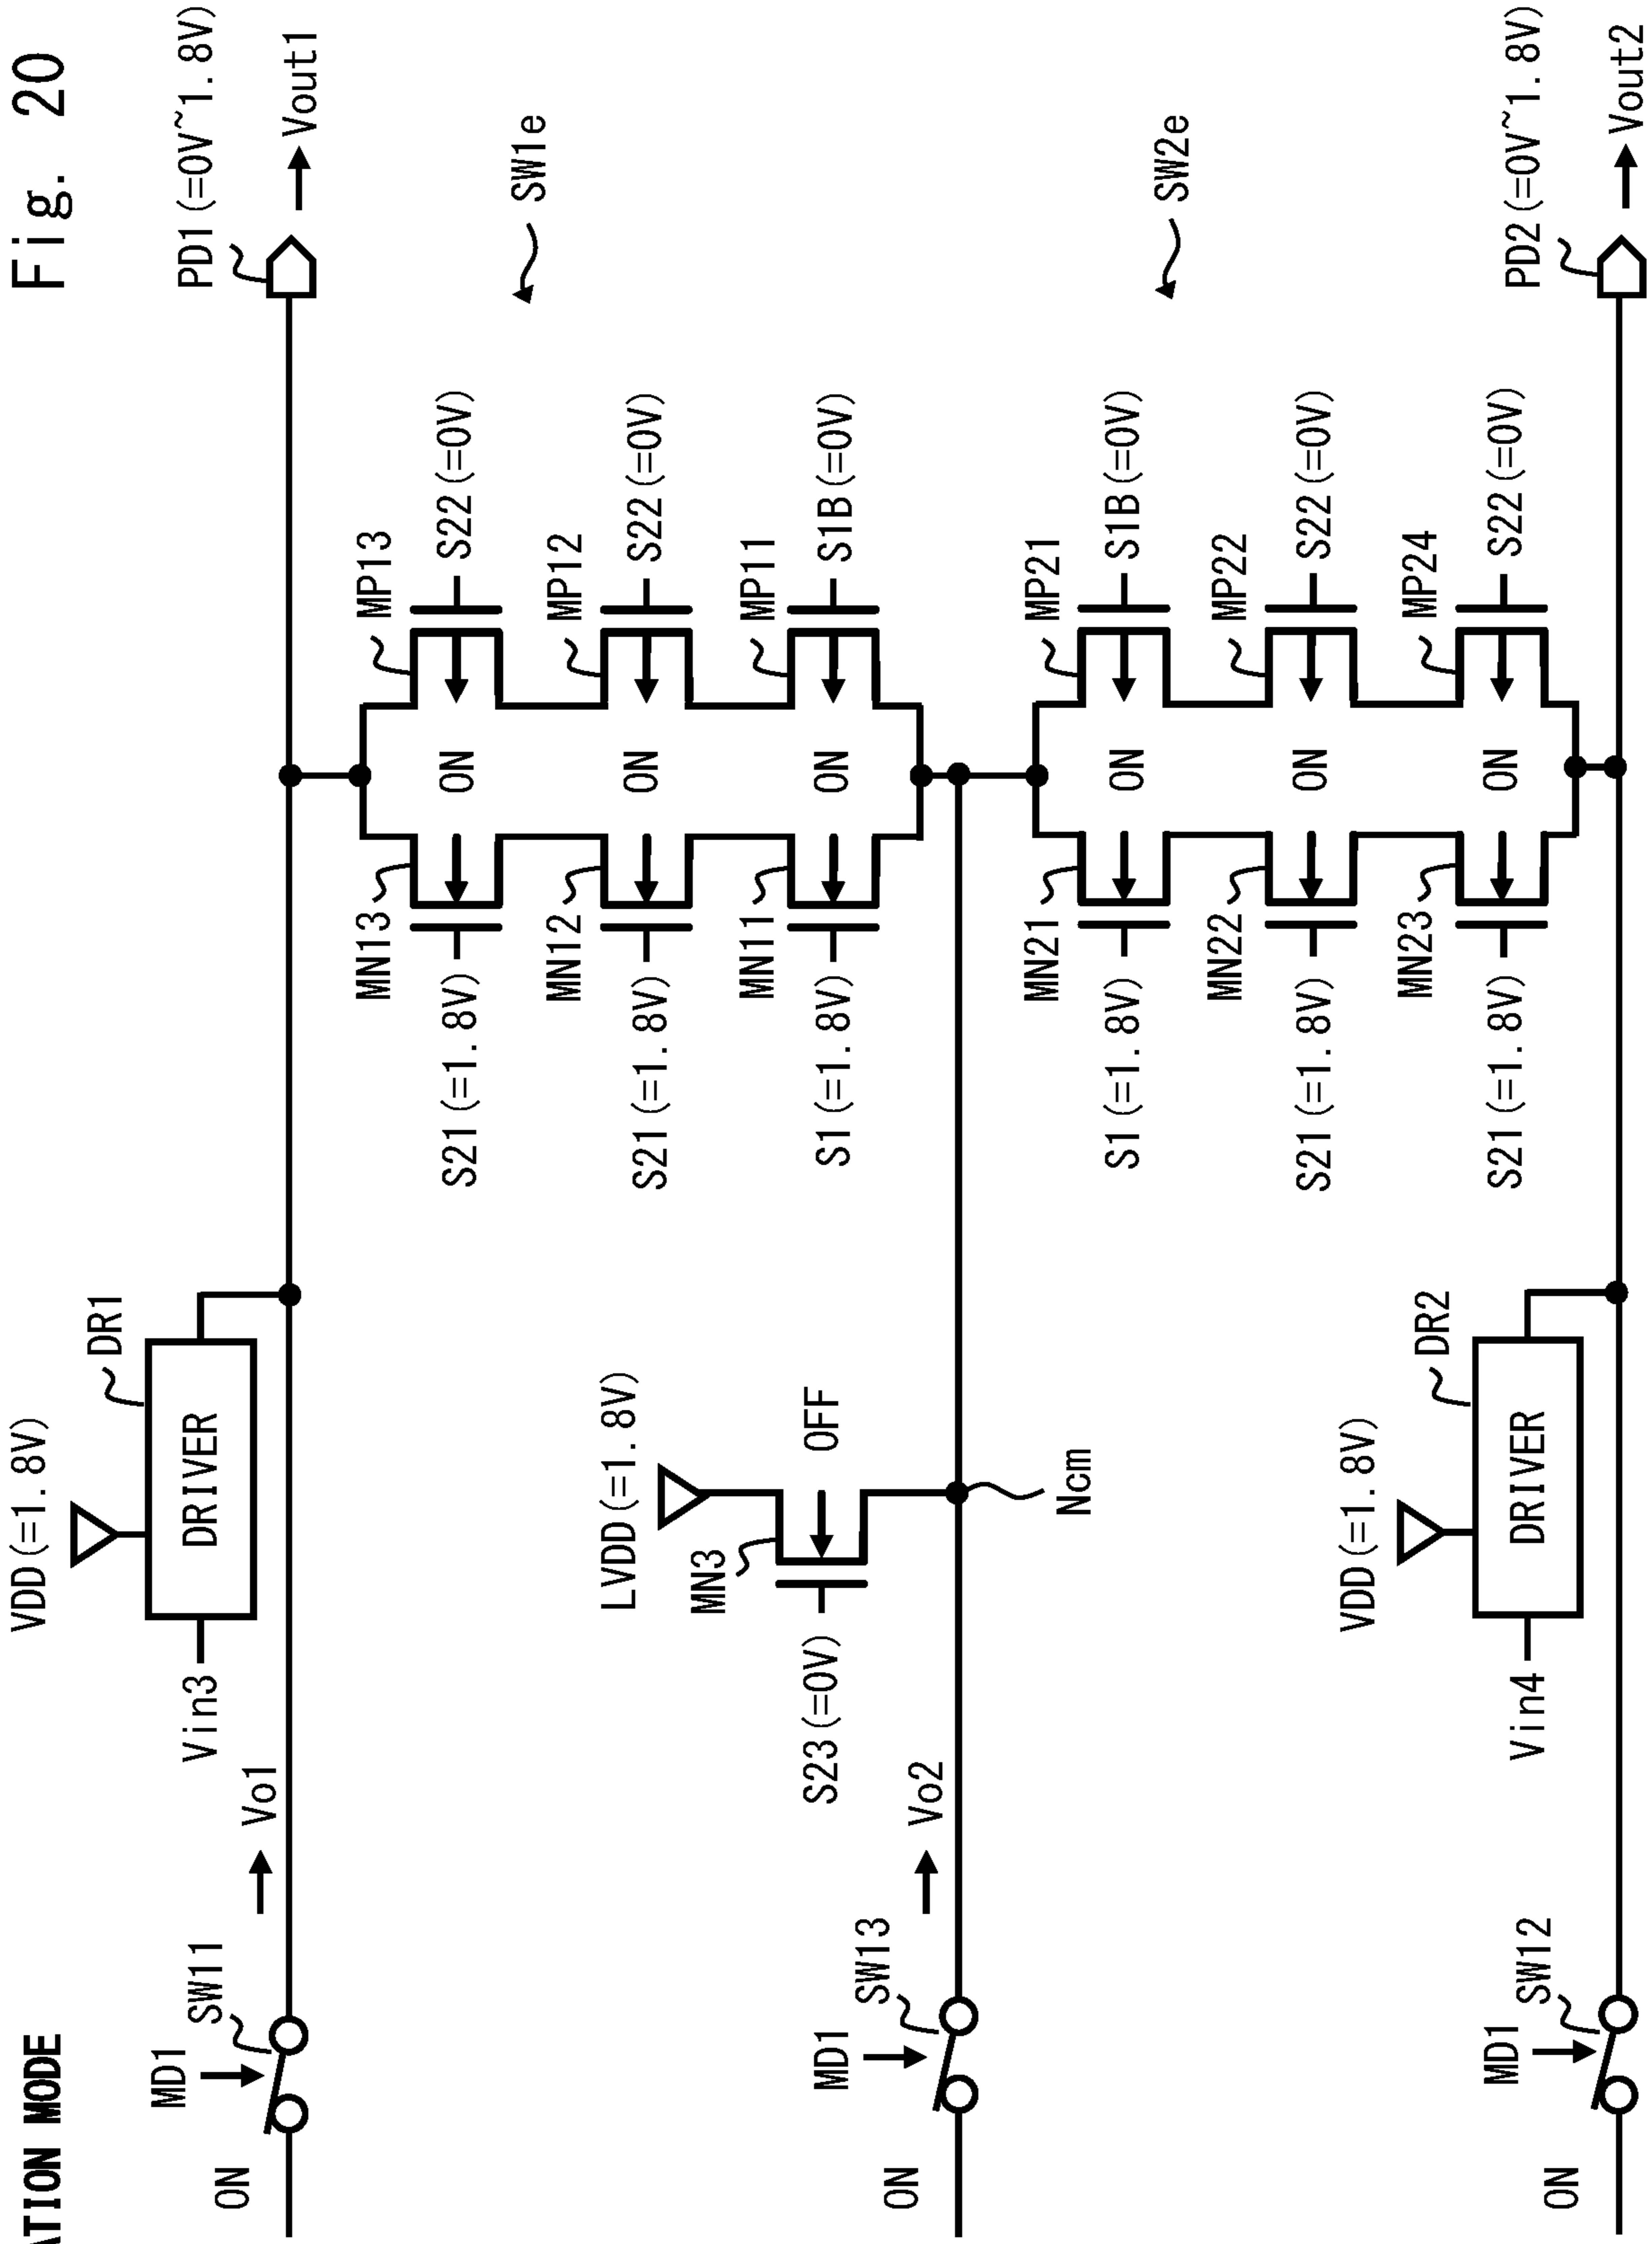 Fig. 20
ATION MODE
VDD(=1.8V)
DR1
DRIVER
Vin3
PD1(=0V~1.8V)
Vout1
MD1
SW11
Vo1
ON
MN13
MP13
S21(=1.8V)
ON
S22(=0V)
SW1e
MN12
MP12
S21(=1.8V)
ON
S22(=0V)
LVDD(=1.8V)
MN3
OFF
S23(=0V)
MN11
MP11
S1(=1.8V)
ON
S1B(=0V)
MD1
SW13
Vo2
ON
Ncm
MN21
MP21
S1(=1.8V)
ON
S1B(=0V)
SW2e
MN22
MP22
S21(=1.8V)
ON
S22(=0V)
VDD(=1.8V)
DR2
DRIVER
Vin4
MN23
MP24
S21(=1.8V)
ON
S22(=0V)
MD1
SW12
ON
PD2(=0V~1.8V)
Vout2